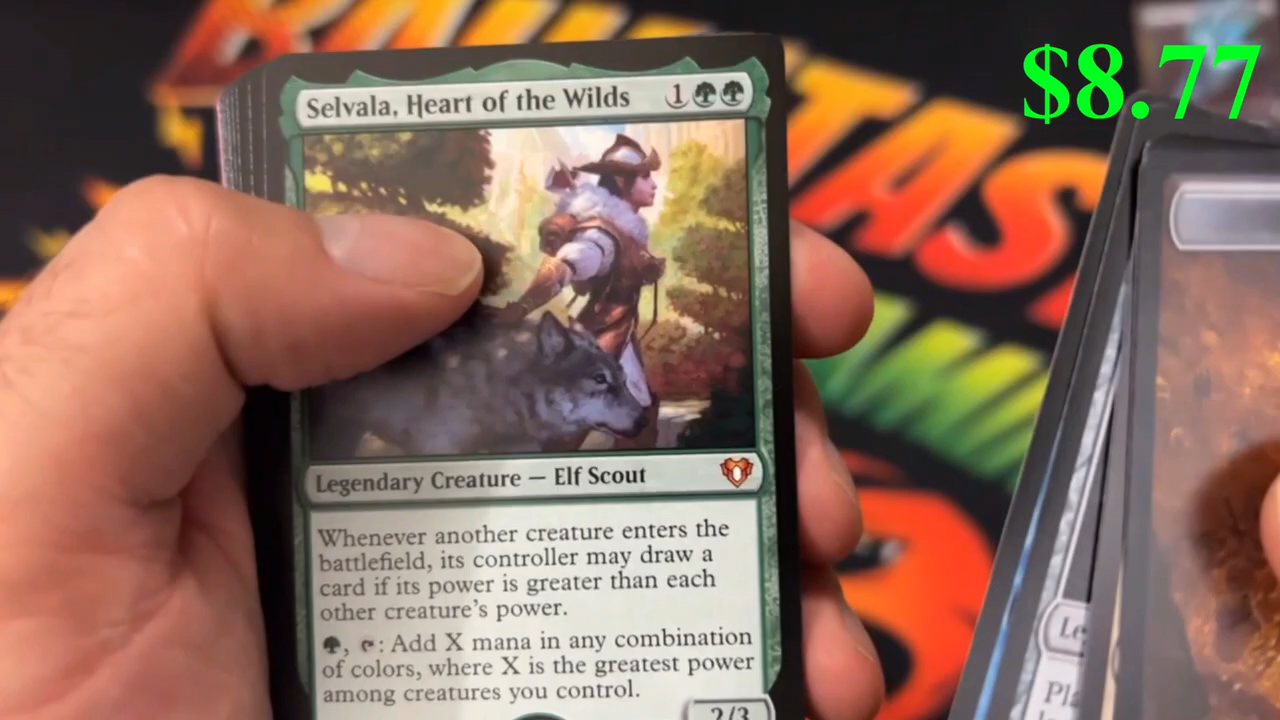 $8.77
Selvala, Heart of the Wilds 1
Legendary Creature — Elf Scout
Whenever another creature enters the
battlefield, its controller may draw a
card if its power is greater than each
other creature's power.
, : Add X mana in any combination
of colors, where X is the greatest power
among creatures you control.
2/3